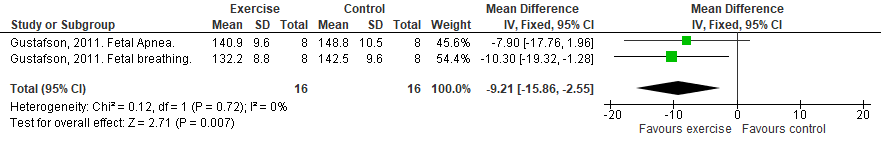 Exercise Control Mean Difference Mean Difference
Study or Subgroup Mean SD Total Mean SD Total Weight IV, Fixed, 95% CI IV, Fixed, 95% CI
Gustafson, 2011. Fetal Apnea. 140.9 9.6 8 148.8 10.5 8 45.6% -7.90 [-17.76, 1.96]
Gustafson, 2011. Fetal breathing. 132.2 8.8 8 142.5 9.6 8 54.4% -10.30 [-19.32, -1.28]
Total (95% CI) 16 16 100.0% -9.21 [-15.86, -2.55]
Heterogeneity: Chi² = 0.12, df = 1 (P = 0.72); I² = 0%
Test for overall effect: Z = 2.71 (P = 0.007)
-20 -10 0 10 20
Favours exercise Favours control